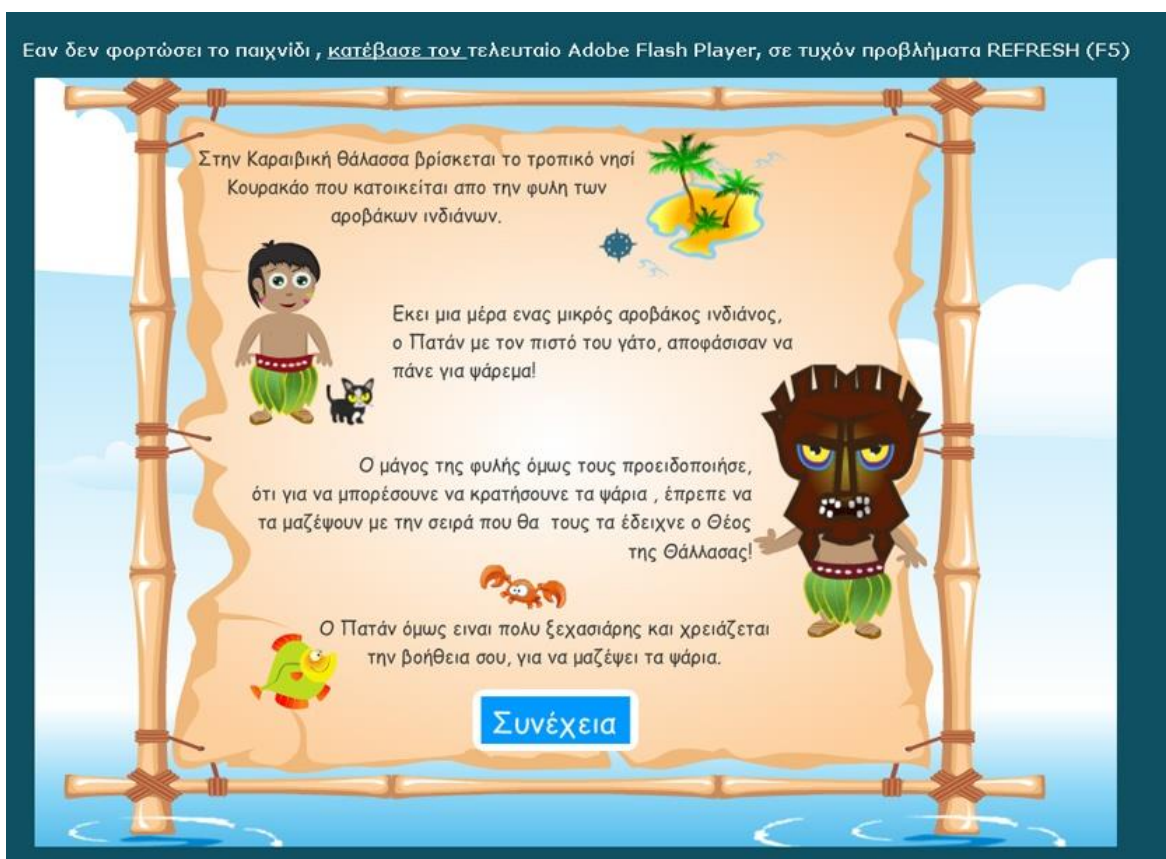 Εαν δεν φορτώσει το παιχνίδι , κατέβασε τον τελευταίο Adobe Flash Player, σε τυχόν προβλήματα REFRESH (F5)
Στην Καραιβική θάλασσα βρίσκεται το τροπικό νησί
Κουρακάο που κατοικείται απο την φυλη των
αροβάκων ινδιάνων.
Εκει μια μέρα ενας μικρός αροβάκος ινδιάνος,
ο Πατάν με τον πιστό του γάτο, αποφάσισαν να
πάνε για ψάρεμα!
Ο μάγος της φυλής όμως τους προειδοποιήσε,
ότι για να μπορέσουνε να κρατήσουνε τα ψάρια , έπρεπε να
τα μαζέψουν με την σειρά που θα τους τα έδειχνε ο Θέος
της Θάλλασας!
Ο Πατάν όμως ειναι πολυ ξεχασιάρης και χρειάζεται
την βοήθεια σου, για να μαζέψει τα ψάρια.
Συνέχεια